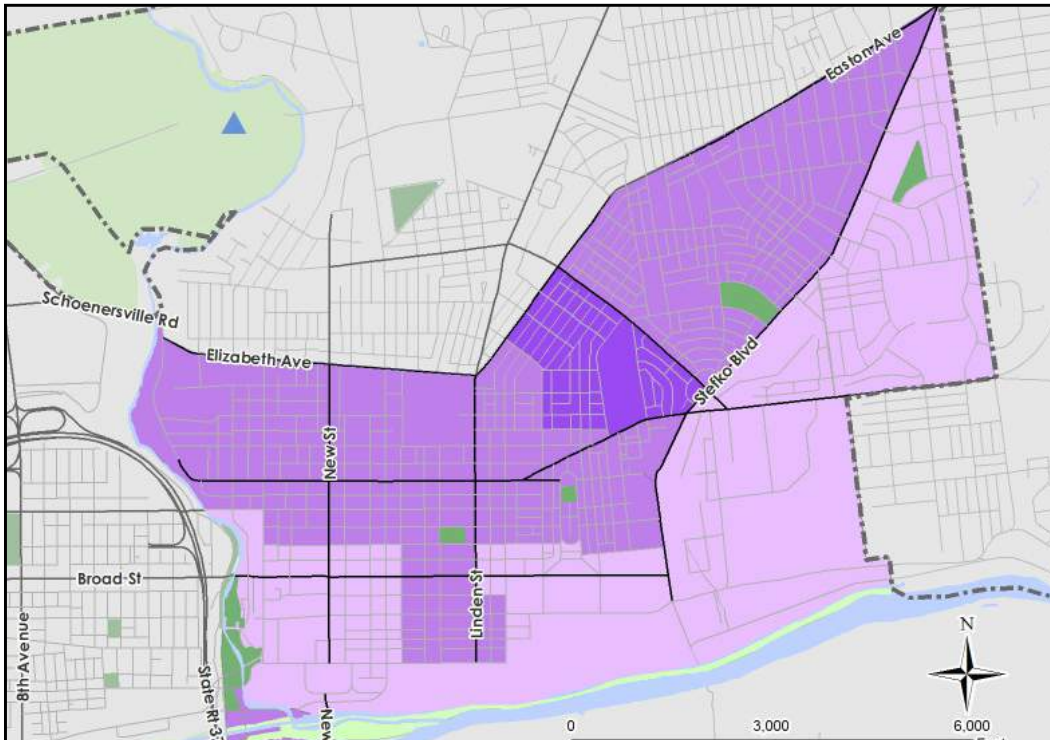 Easton Ave
Schoenersville Rd
Elizabeth Ave
Stefko Blvd
New St
Broad St
Linden St
8th Avenue
State Rt 3
New
N
0 3,000 6,000